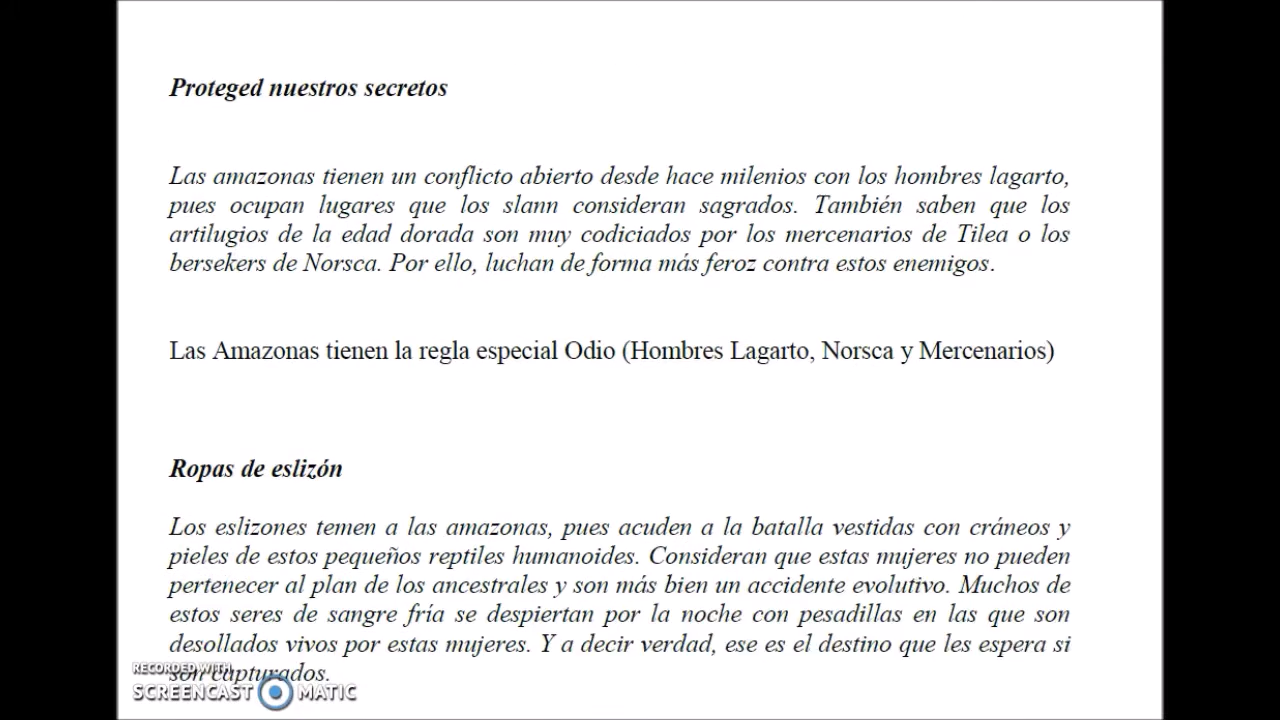 Proteged nuestros secretos
Las amazonas tienen un conflicto abierto desde hace milenios con los hombres lagarto,
pues ocupan lugares que los slann consideran sagrados. También saben que los
artilugios de la edad dorada son muy codiciados por los mercenarios de Tilea o los
bersekers de Norsca. Por ello, luchan de forma más feroz contra estos enemigos.
Las Amazonas tienen la regla especial Odio (Hombres Lagarto, Norsca y Mercenarios)
Ropas de eslizón
Los eslizones temen a las amazonas, pues acuden a la batalla vestidas con cráneos y
pieles de estos pequeños reptiles humanoides. Consideran que estas mujeres no pueden
pertenecer al plan de los ancestrales y son más bien un accidente evolutivo. Muchos de
estos seres de sangre fría se despiertan por la noche con pesadillas en las que son
desollados vivos por estas mujeres. Y a decir verdad, ese es el destino que les espera si
son capturados.
RECORDED WITH
SCREENCAST MATIC